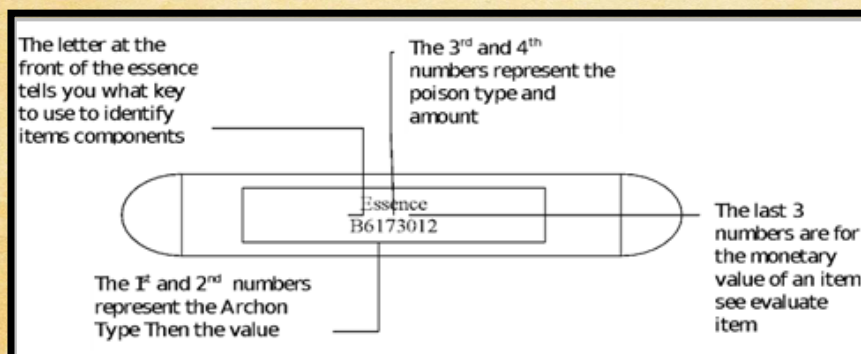 The letter at the
front of the essence
tells you what key
to use to identify
items components
The 3rd and 4th
numbers represent the
poison type and
amount
Essence
B6173012
The last 3
numbers are for
the monetary
value of an item
see evaluate
item
The 1st and 2nd numbers
represent the Archon
Type Then the value